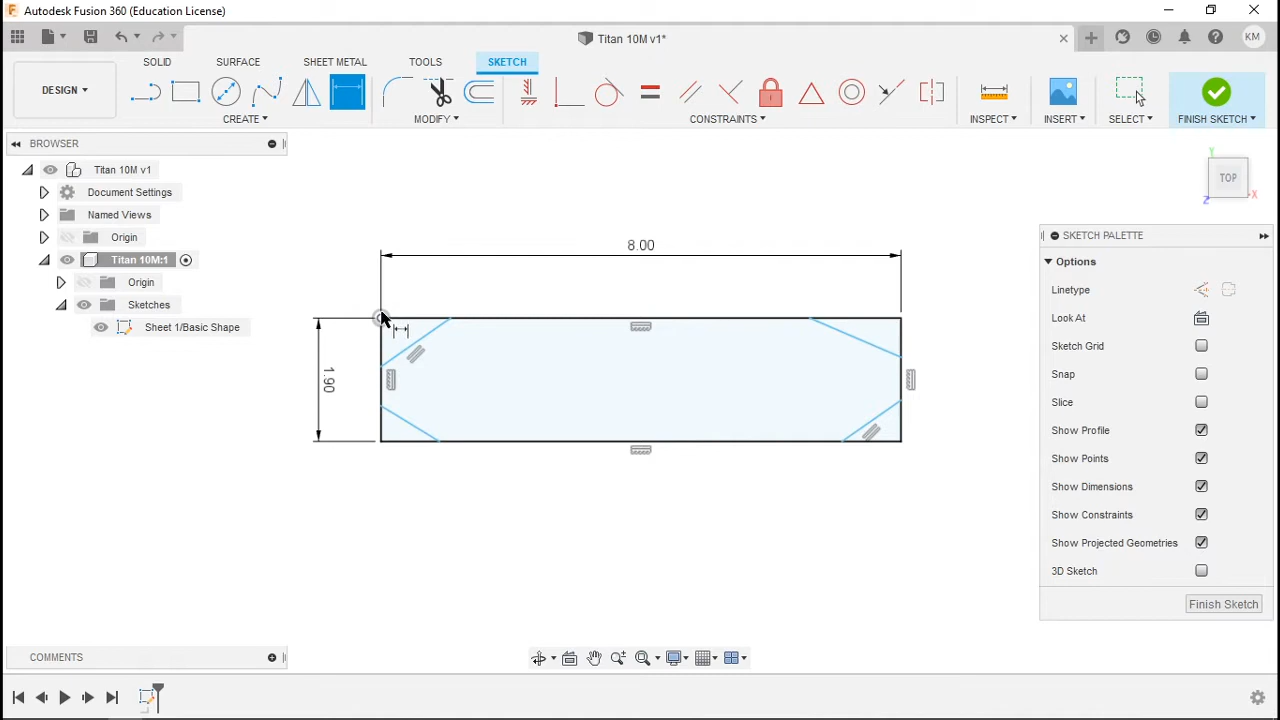 Autodesk Fusion 360 (Education License)
Titan 10M v1*
KM
DESIGN
SOLID
SURFACE
SHEET METAL
TOOLS
SKETCH
CREATE
MODIFY
CONSTRAINTS
INSPECT
INSERT
SELECT
FINISH SKETCH
BROWSER
Titan 10M v1
Document Settings
Named Views
Origin
Titan 10M:1
Origin
Sketches
Sheet 1/Basic Shape
8.00
1.90
Y
TOP
Z
X
SKETCH PALETTE
Options
Linetype
Look At
Sketch Grid
Snap
Slice
Show Profile
Show Points
Show Dimensions
Show Constraints
Show Projected Geometries
3D Sketch
Finish Sketch
COMMENTS